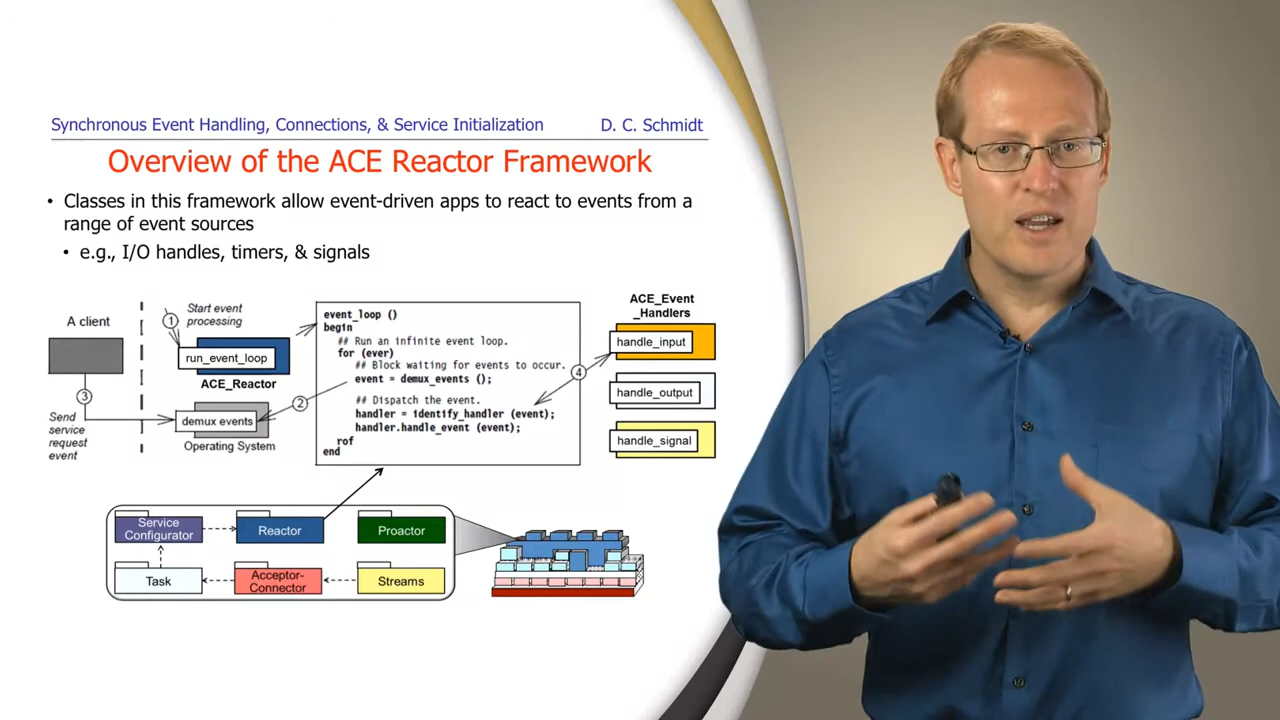 Synchronous Event Handling, Connections, & Service Initialization D. C. Schmidt
Overview of the ACE Reactor Framework
• Classes in this framework allow event-driven apps to react to events from a
range of event sources
• e.g., I/O handles, timers, & signals
A client
3
Send
service
request
event
1
Start event
processing
run_event_loop
ACE_Reactor
2
demux events
Operating System
event_loop ()
begin
## Run an infinite event loop.
for (ever)
## Block waiting for events to occur.
event = demux_events ();
## Dispatch the event.
handler = identify_handler (event);
handler.handle_event (event);
rof
end
4
ACE_Event
_Handlers
handle_input
handle_output
handle_signal
Service
Configurator
Reactor
Proactor
Task
Acceptor-
Connector
Streams